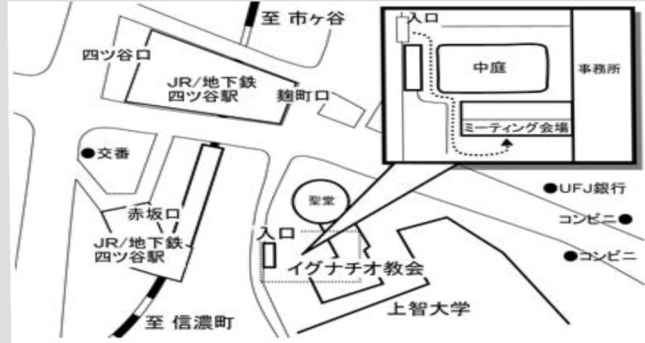 至 市ヶ谷
四ツ谷口
JR/地下鉄
四ツ谷駅
麹町口
入口
中庭
事務所
ミーティング会場
交番
聖堂
UFJ銀行
コンビニ
コンビニ
赤坂口
JR/地下鉄
四ツ谷駅
入口
イグナチオ教会
上智大学
至 信濃町